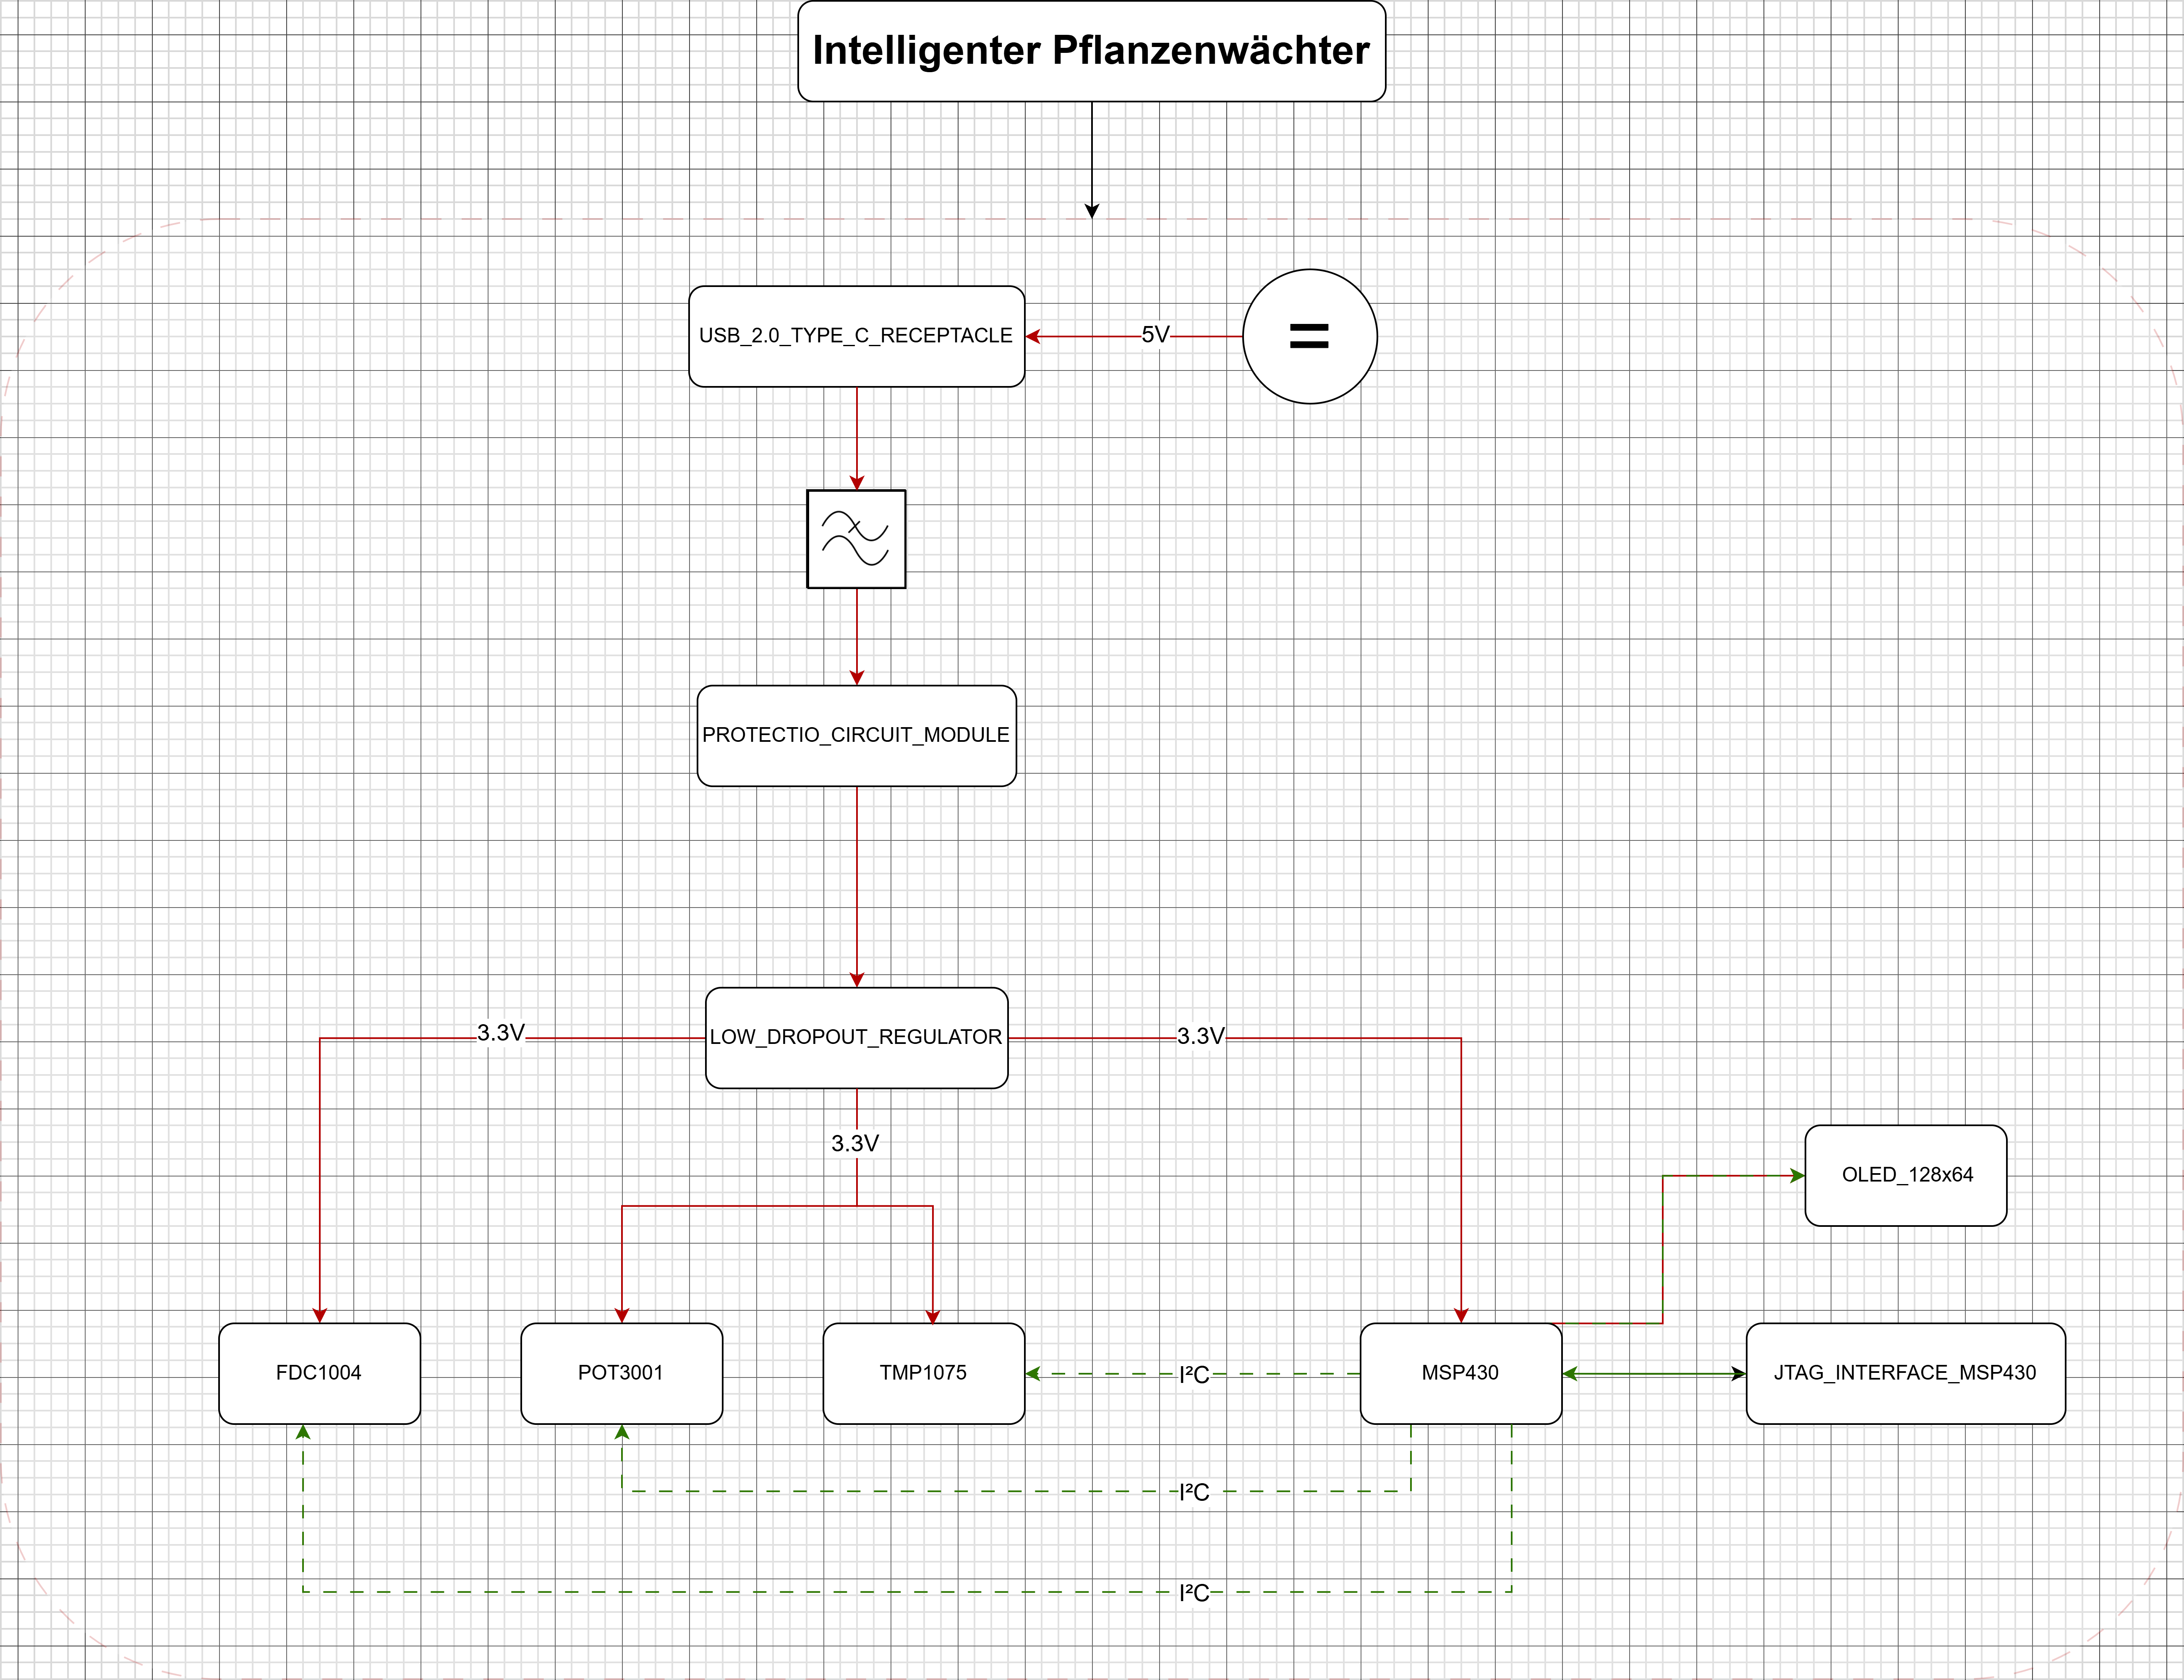 Intelligenter Pflanzenwächter
USB_2.0_TYPE_C_RECEPTACLE
5V
=
PROTECTIO_CIRCUIT_MODULE
LOW_DROPOUT_REGULATOR
3.3V
3.3V
3.3V
OLED_128x64
FDC1004
POT3001
TMP1075
I²C
MSP430
JTAG_INTERFACE_MSP430
I²C
I²C